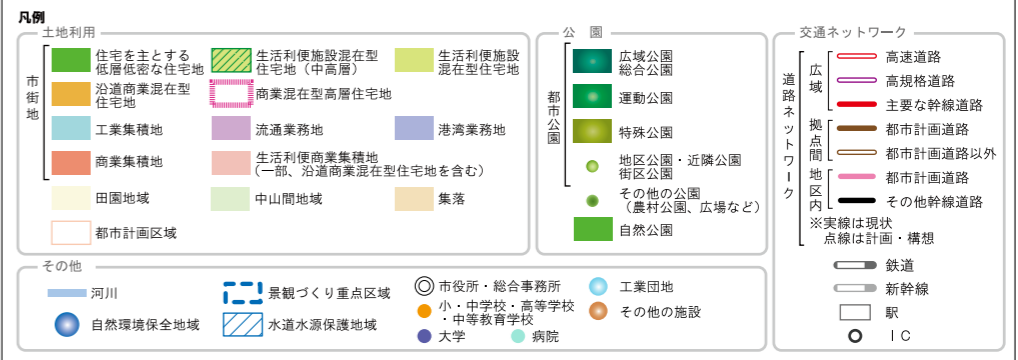 凡例
土地利用
市街地
住宅を主とする
低層低密な住宅地
生活利便施設混在型
住宅地（中高層）
生活利便施設
混在型住宅地
沿道商業混在型
住宅地
商業混在型高層住宅地
工業集積地
流通業務地
港湾業務地
商業集積地
生活利便商業集積地
（一部、沿道商業混在型住宅地を含む）
田園地域
中山間地域
集落
都市計画区域
公　園
都市公園
広域公園
総合公園
運動公園
特殊公園
地区公園・近隣公園
街区公園
その他の公園
（農村公園、広場など）
自然公園
交通ネットワーク
道路ネットワーク
広域
高速道路
高規格道路
主要な幹線道路
拠点間
都市計画道路
都市計画道路以外
地区内
都市計画道路
その他幹線道路
※実線は現状
点線は計画・構想
鉄道
新幹線
駅
ＩＣ
その他
河川
景観づくり重点区域
自然環境保全地域
水道水源保護地域
市役所・総合事務所
小・中学校・高等学校
・中等教育学校
大学
病院
工業団地
その他の施設